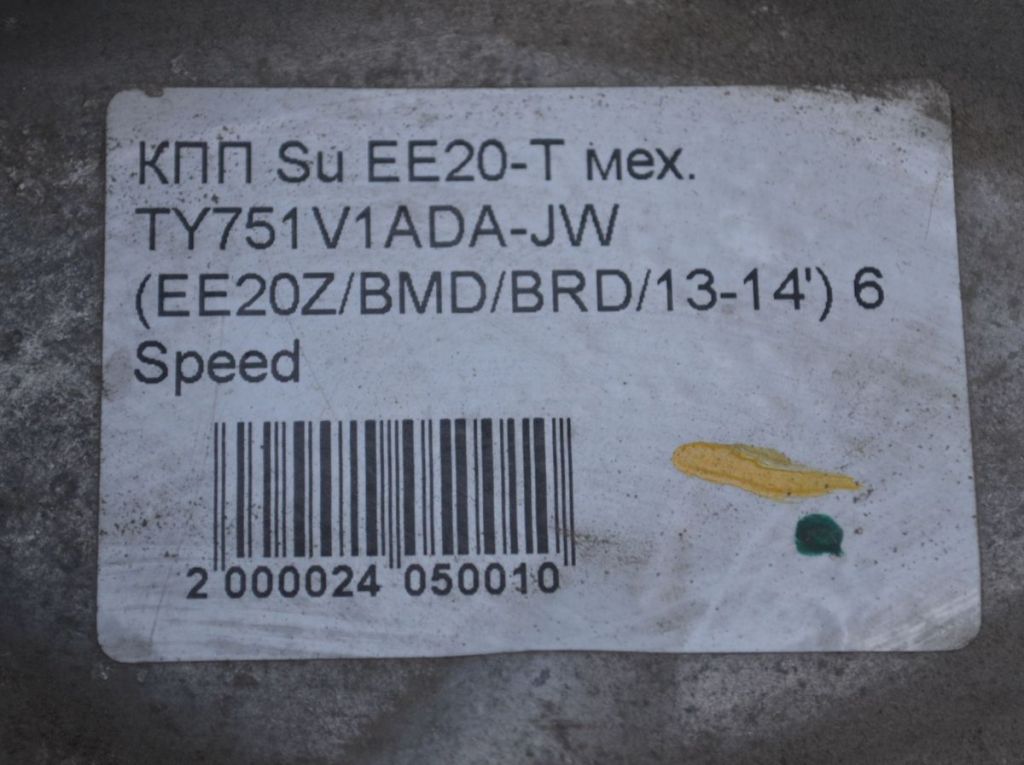 КПП Su EE20-T мех.
TY751V1ADA-JW
(EE20Z/BMD/BRD/13-14') 6
Speed
2 000024 050010